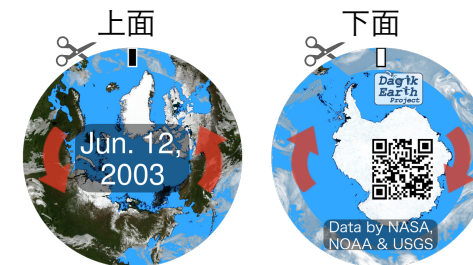 上面
下面
Jun. 12,
2003
Dagik
Earth
Project
Data by NASA,
NOAA & USGS